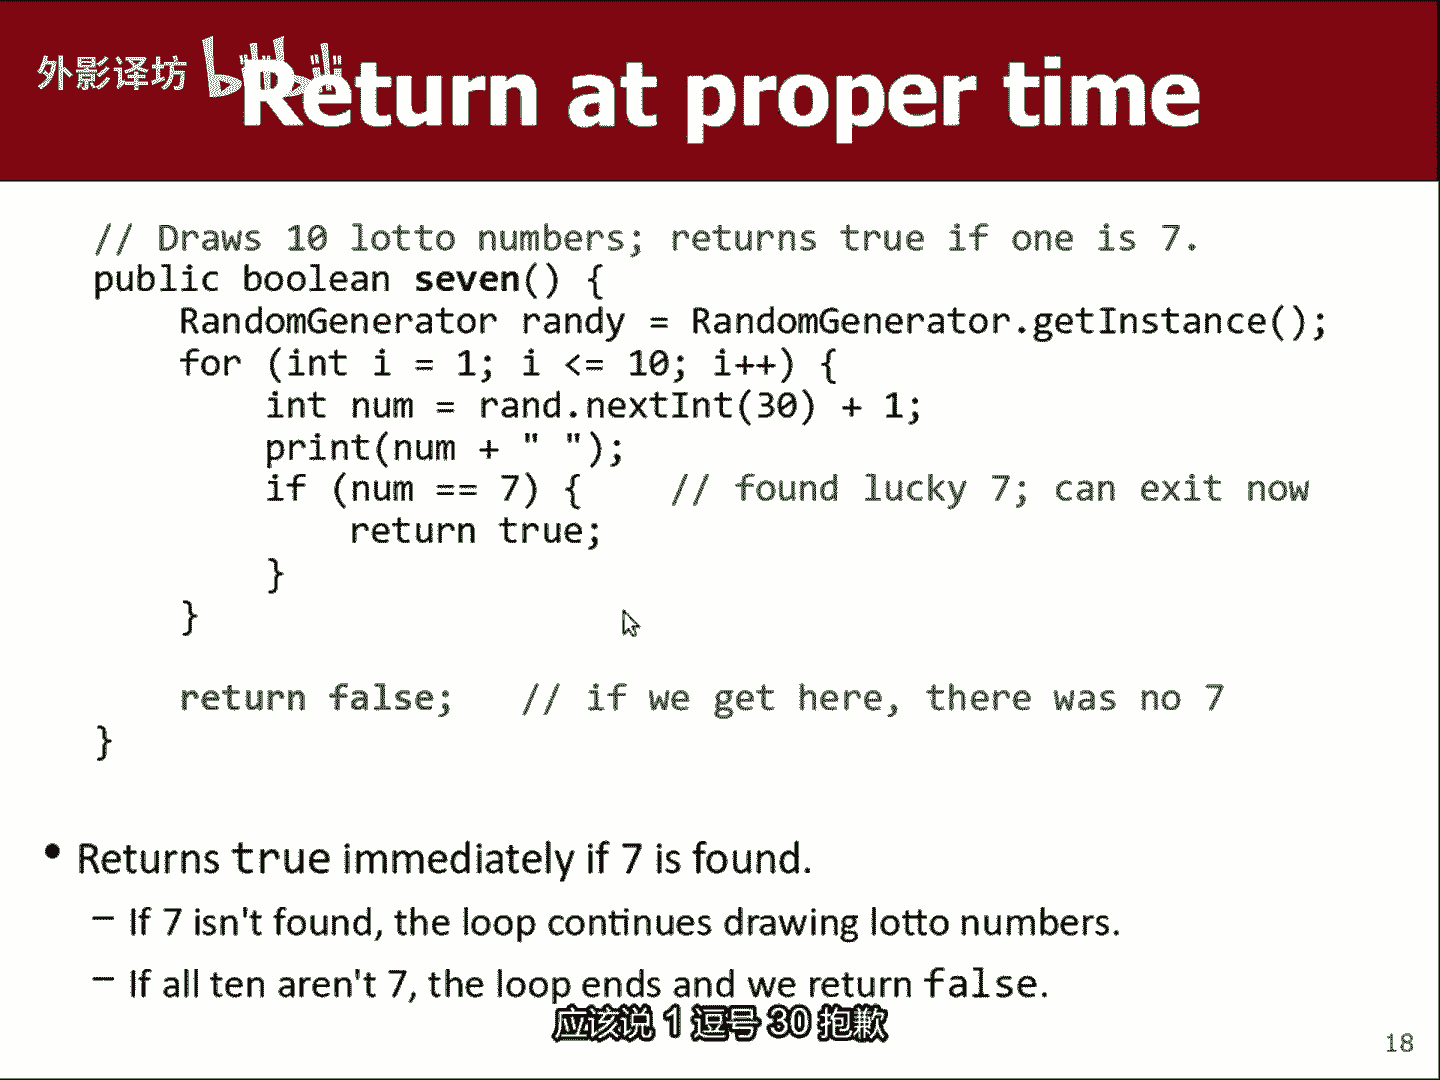 外影译坊 bilibili
Return at proper time
// Draws 10 lotto numbers; returns true if one is 7.
public boolean seven() {
    RandomGenerator randy = RandomGenerator.getInstance();
    for (int i = 1; i <= 10; i++) {
        int num = rand.nextInt(30) + 1;
        print(num + " ");
        if (num == 7) {    // found lucky 7; can exit now
            return true;
        }
    }
    return false;   // if we get here, there was no 7
}
• Returns true immediately if 7 is found.
– If 7 isn't found, the loop continues drawing lotto numbers.
– If all ten aren't 7, the loop ends and we return false.
应该说 1 逗号 30 抱歉
18